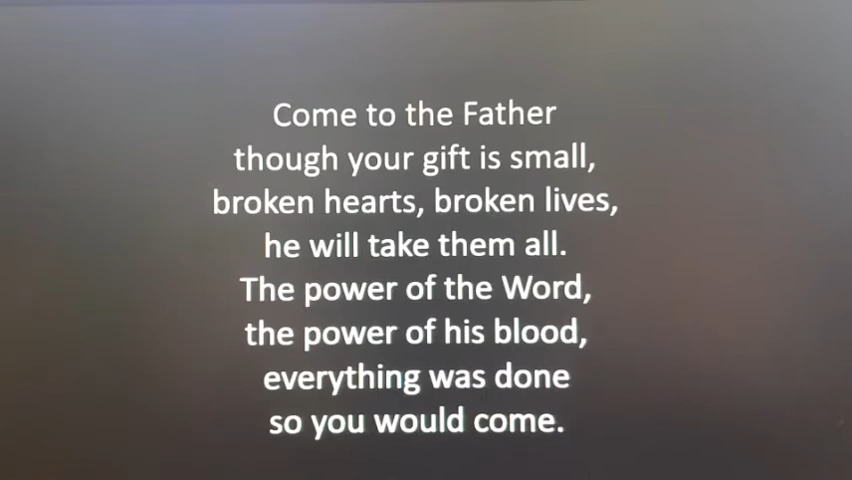 Come to the Father
though your gift is small,
broken hearts, broken lives,
he will take them all.
The power of the Word,
the power of his blood,
everything was done
so you would come.